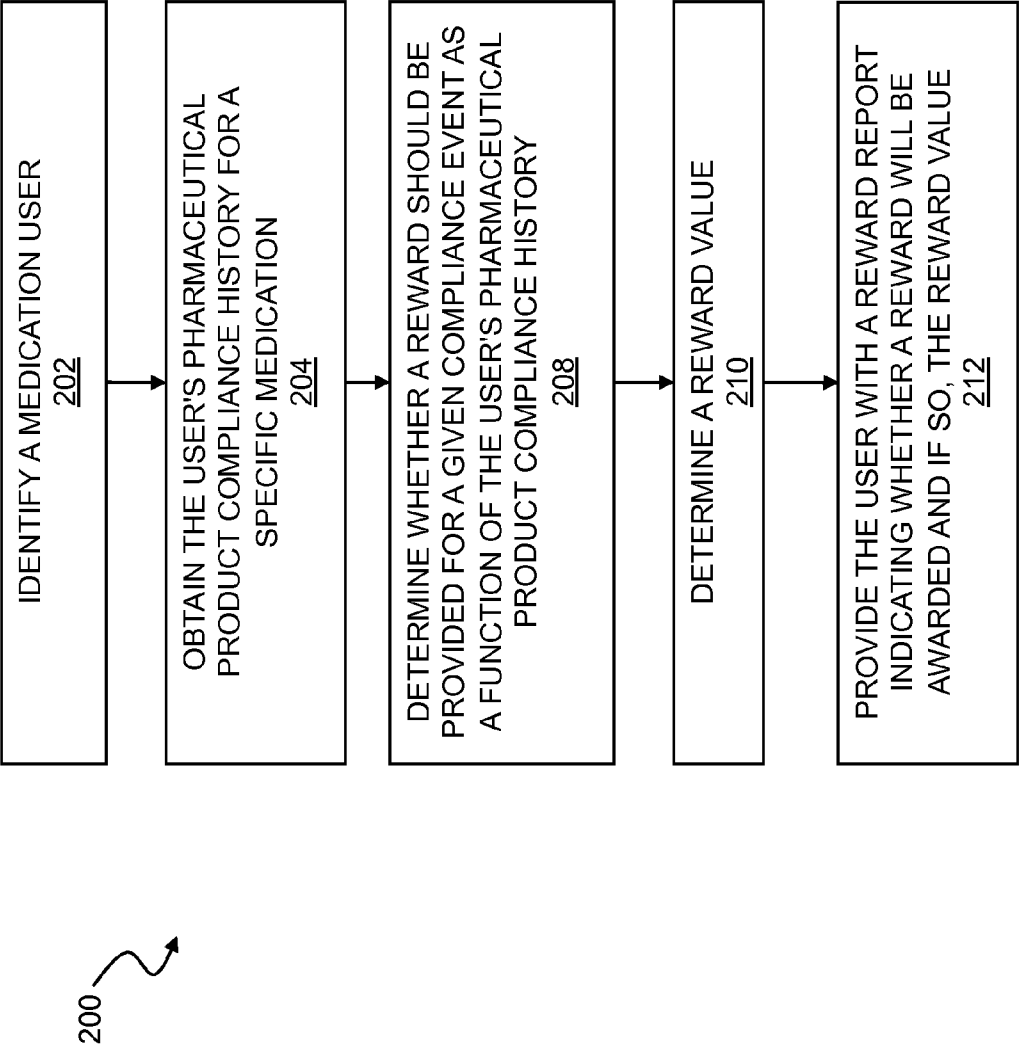 IDENTIFY A MEDICATION USER
202
OBTAIN THE USER'S PHARMACEUTICAL
PRODUCT COMPLIANCE HISTORY FOR A
SPECIFIC MEDICATION
204
DETERMINE WHETHER A REWARD SHOULD BE
PROVIDED FOR A GIVEN COMPLIANCE EVENT AS
A FUNCTION OF THE USER'S PHARMACEUTICAL
PRODUCT COMPLIANCE HISTORY
208
DETERMINE A REWARD VALUE
210
PROVIDE THE USER WITH A REWARD REPORT
INDICATING WHETHER A REWARD WILL BE
AWARDED AND IF SO, THE REWARD VALUE
212
200